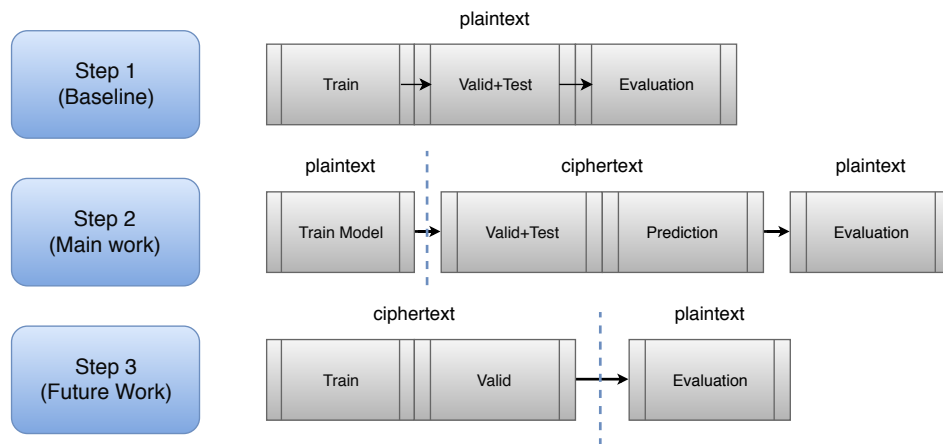 plaintext
Step 1
(Baseline)
Train
Valid+Test
Evaluation
plaintext
ciphertext
plaintext
Step 2
(Main work)
Train Model
Valid+Test
Prediction
Evaluation
ciphertext
plaintext
Step 3
(Future Work)
Train
Valid
Evaluation